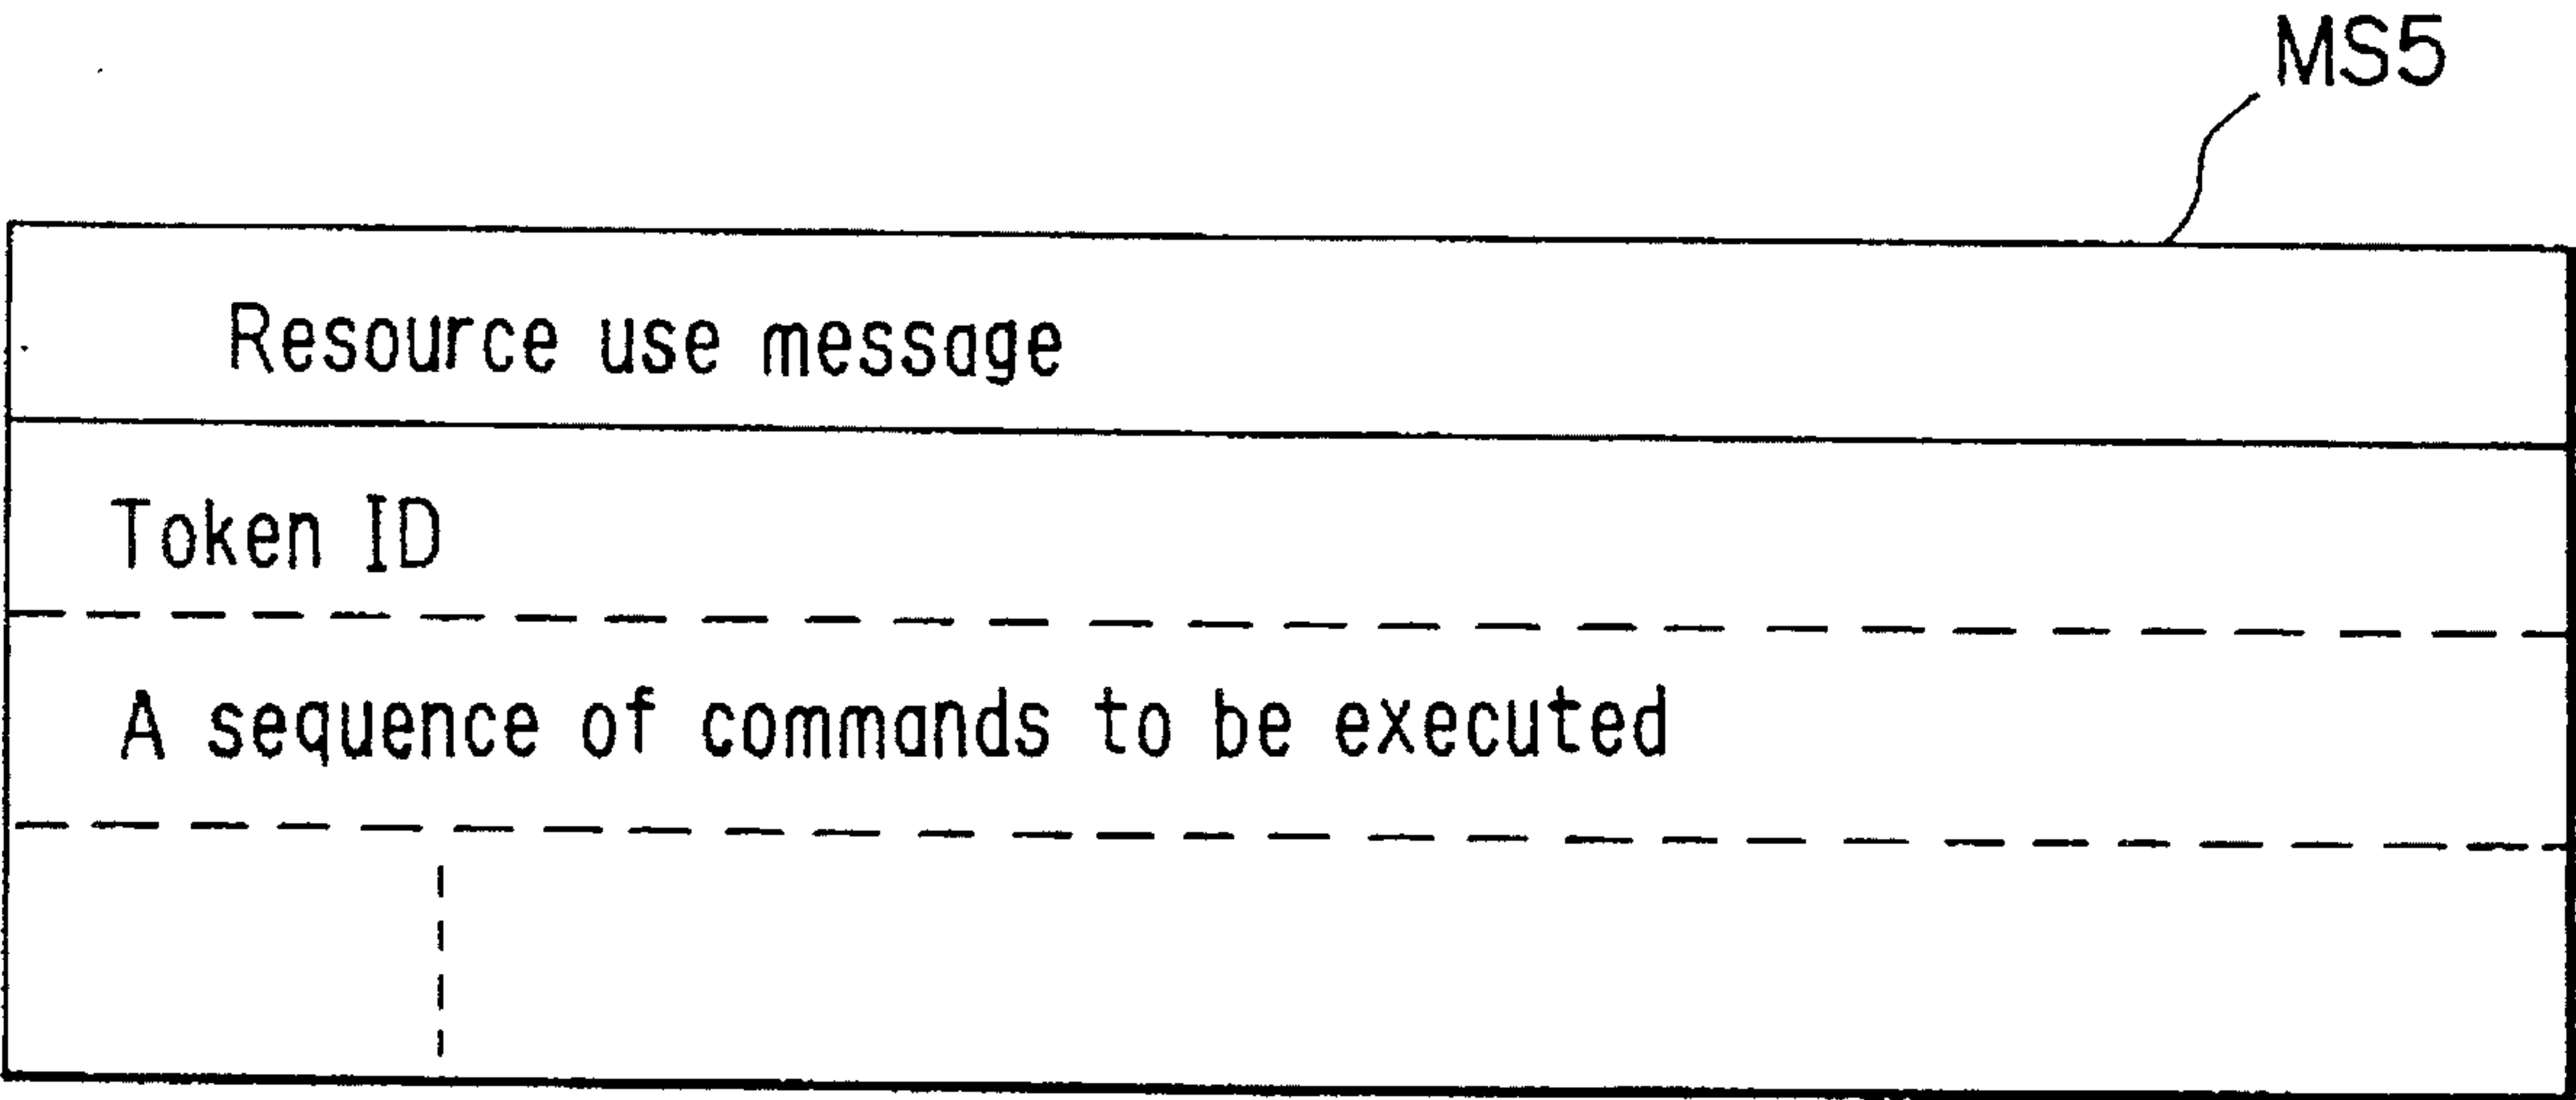 MS5
Resource use message
Token ID
A sequence of commands to be executed